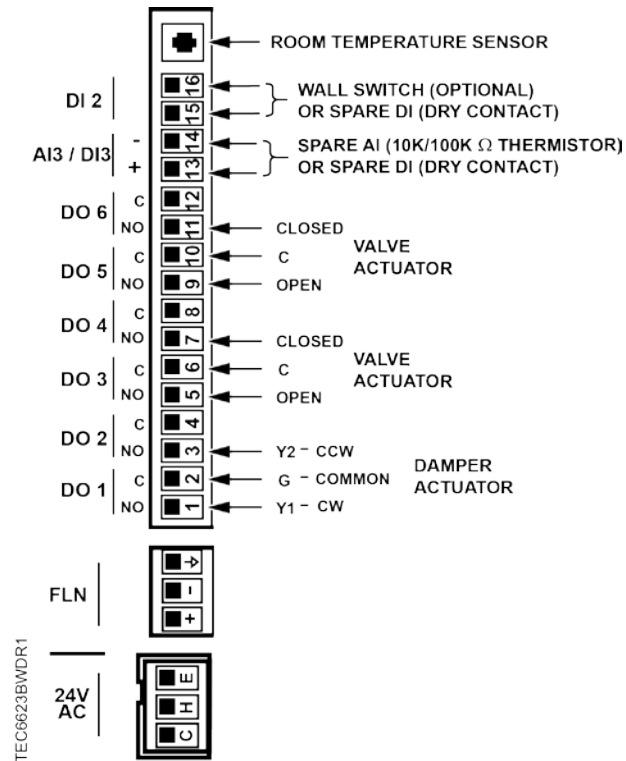 ROOM TEMPERATURE SENSOR
16
WALL SWITCH (OPTIONAL)
DI 2
15
OR SPARE DI (DRY CONTACT)
- 14
SPARE AI (10K/100K Ω THERMISTOR)
AI3 / DI3
+ 13
OR SPARE DI (DRY CONTACT)
C 12
DO 6
NO 11 CLOSED
VALVE
C 10 C
ACTUATOR
DO 5
NO 9 OPEN
C 8
DO 4
NO 7 CLOSED
VALVE
C 6 C
ACTUATOR
DO 3
NO 5 OPEN
C 4
DO 2
NO 3 Y2 - CCW
DAMPER
C 2 G - COMMON
ACTUATOR
DO 1
NO 1 Y1 - CW
FLN
-
+
TEC6623BWDR1
24V
AC
E
H
C